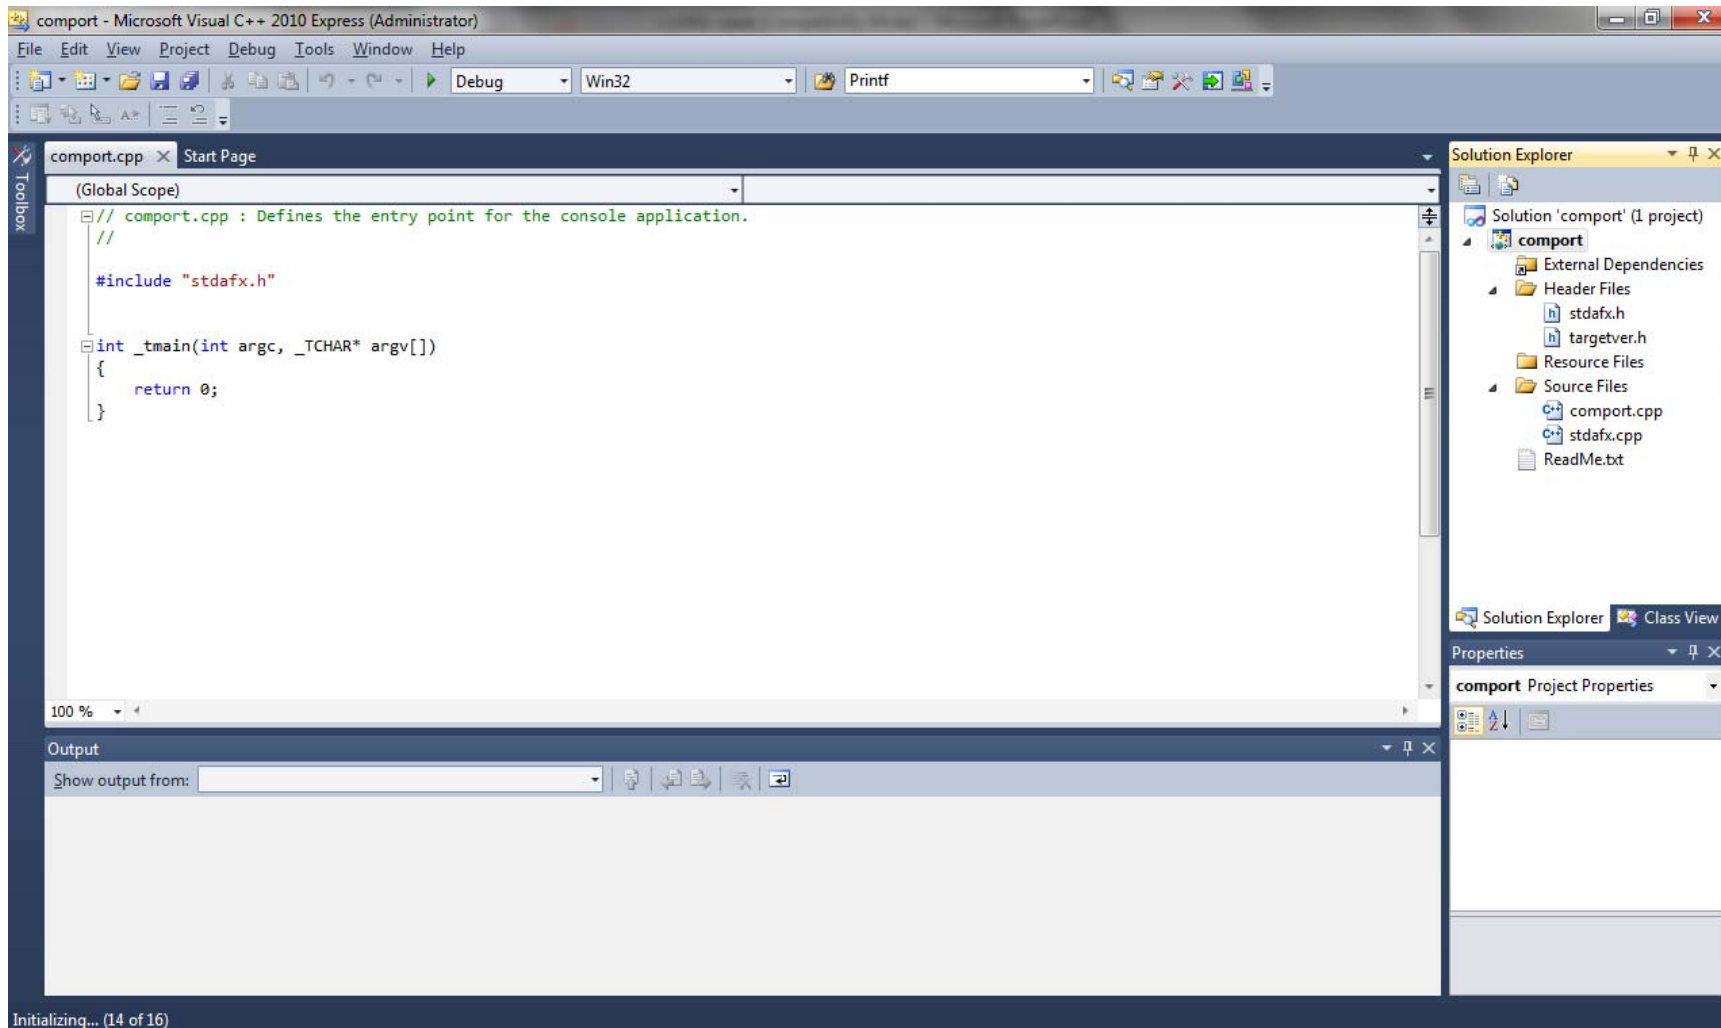 comport - Microsoft Visual C++ 2010 Express (Administrator)
File Edit View Project Debug Tools Window Help
Debug Win32 Printf
Toolbox
comport.cpp Start Page
(Global Scope)
// comport.cpp : Defines the entry point for the console application.
//
#include "stdafx.h"
int _tmain(int argc, _TCHAR* argv[])
{
return 0;
}
100 %
Output
Show output from:
Solution Explorer
Solution 'comport' (1 project)
comport
External Dependencies
Header Files
stdafx.h
targetver.h
Resource Files
Source Files
comport.cpp
stdafx.cpp
ReadMe.txt
Solution Explorer Class View
Properties
comport Project Properties
Initializing... (14 of 16)